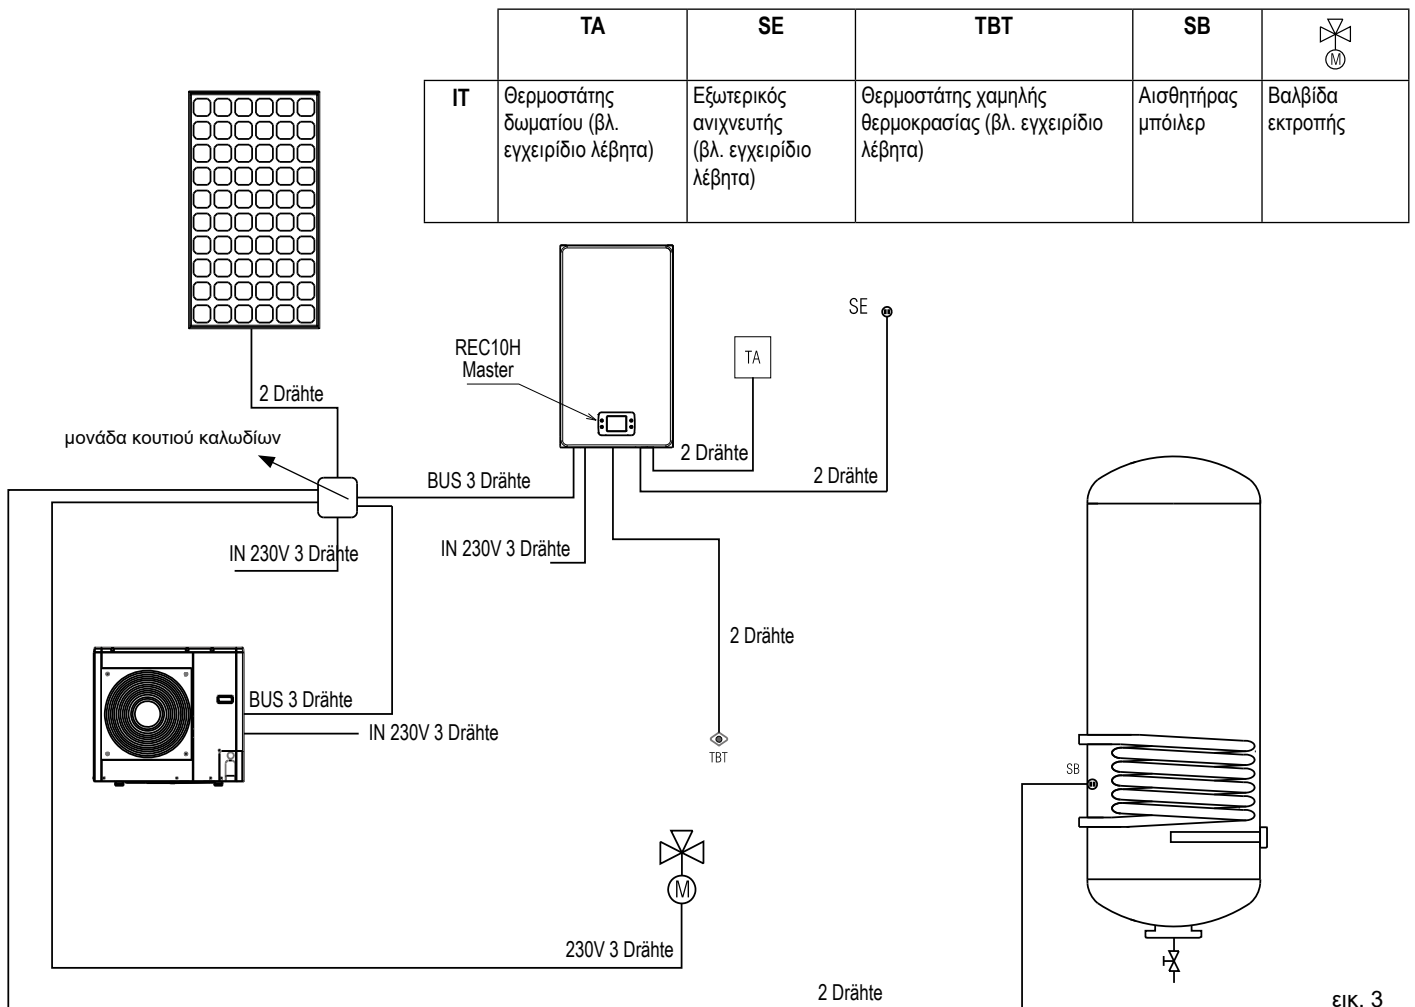 TA SE TBT SB
M
IT
Θερμοστάτης
δωματίου (βλ.
εγχειρίδιο λέβητα)
Εξωτερικός
ανιχνευτής
(βλ. εγχειρίδιο
λέβητα)
Θερμοστάτης χαμηλής
θερμοκρασίας (βλ. εγχειρίδιο
λέβητα)
Αισθητήρας
μπόιλερ
Βαλβίδα
εκτροπής
SE
REC10H
Master
TA
2 Drähte
μονάδα κουτιού καλωδίων
2 Drähte
2 Drähte
BUS 3 Drähte
IN 230V 3 Drähte
IN 230V 3 Drähte
2 Drähte
BUS 3 Drähte
IN 230V 3 Drähte
TBT
SB
M
230V 3 Drähte
2 Drähte
εικ. 3